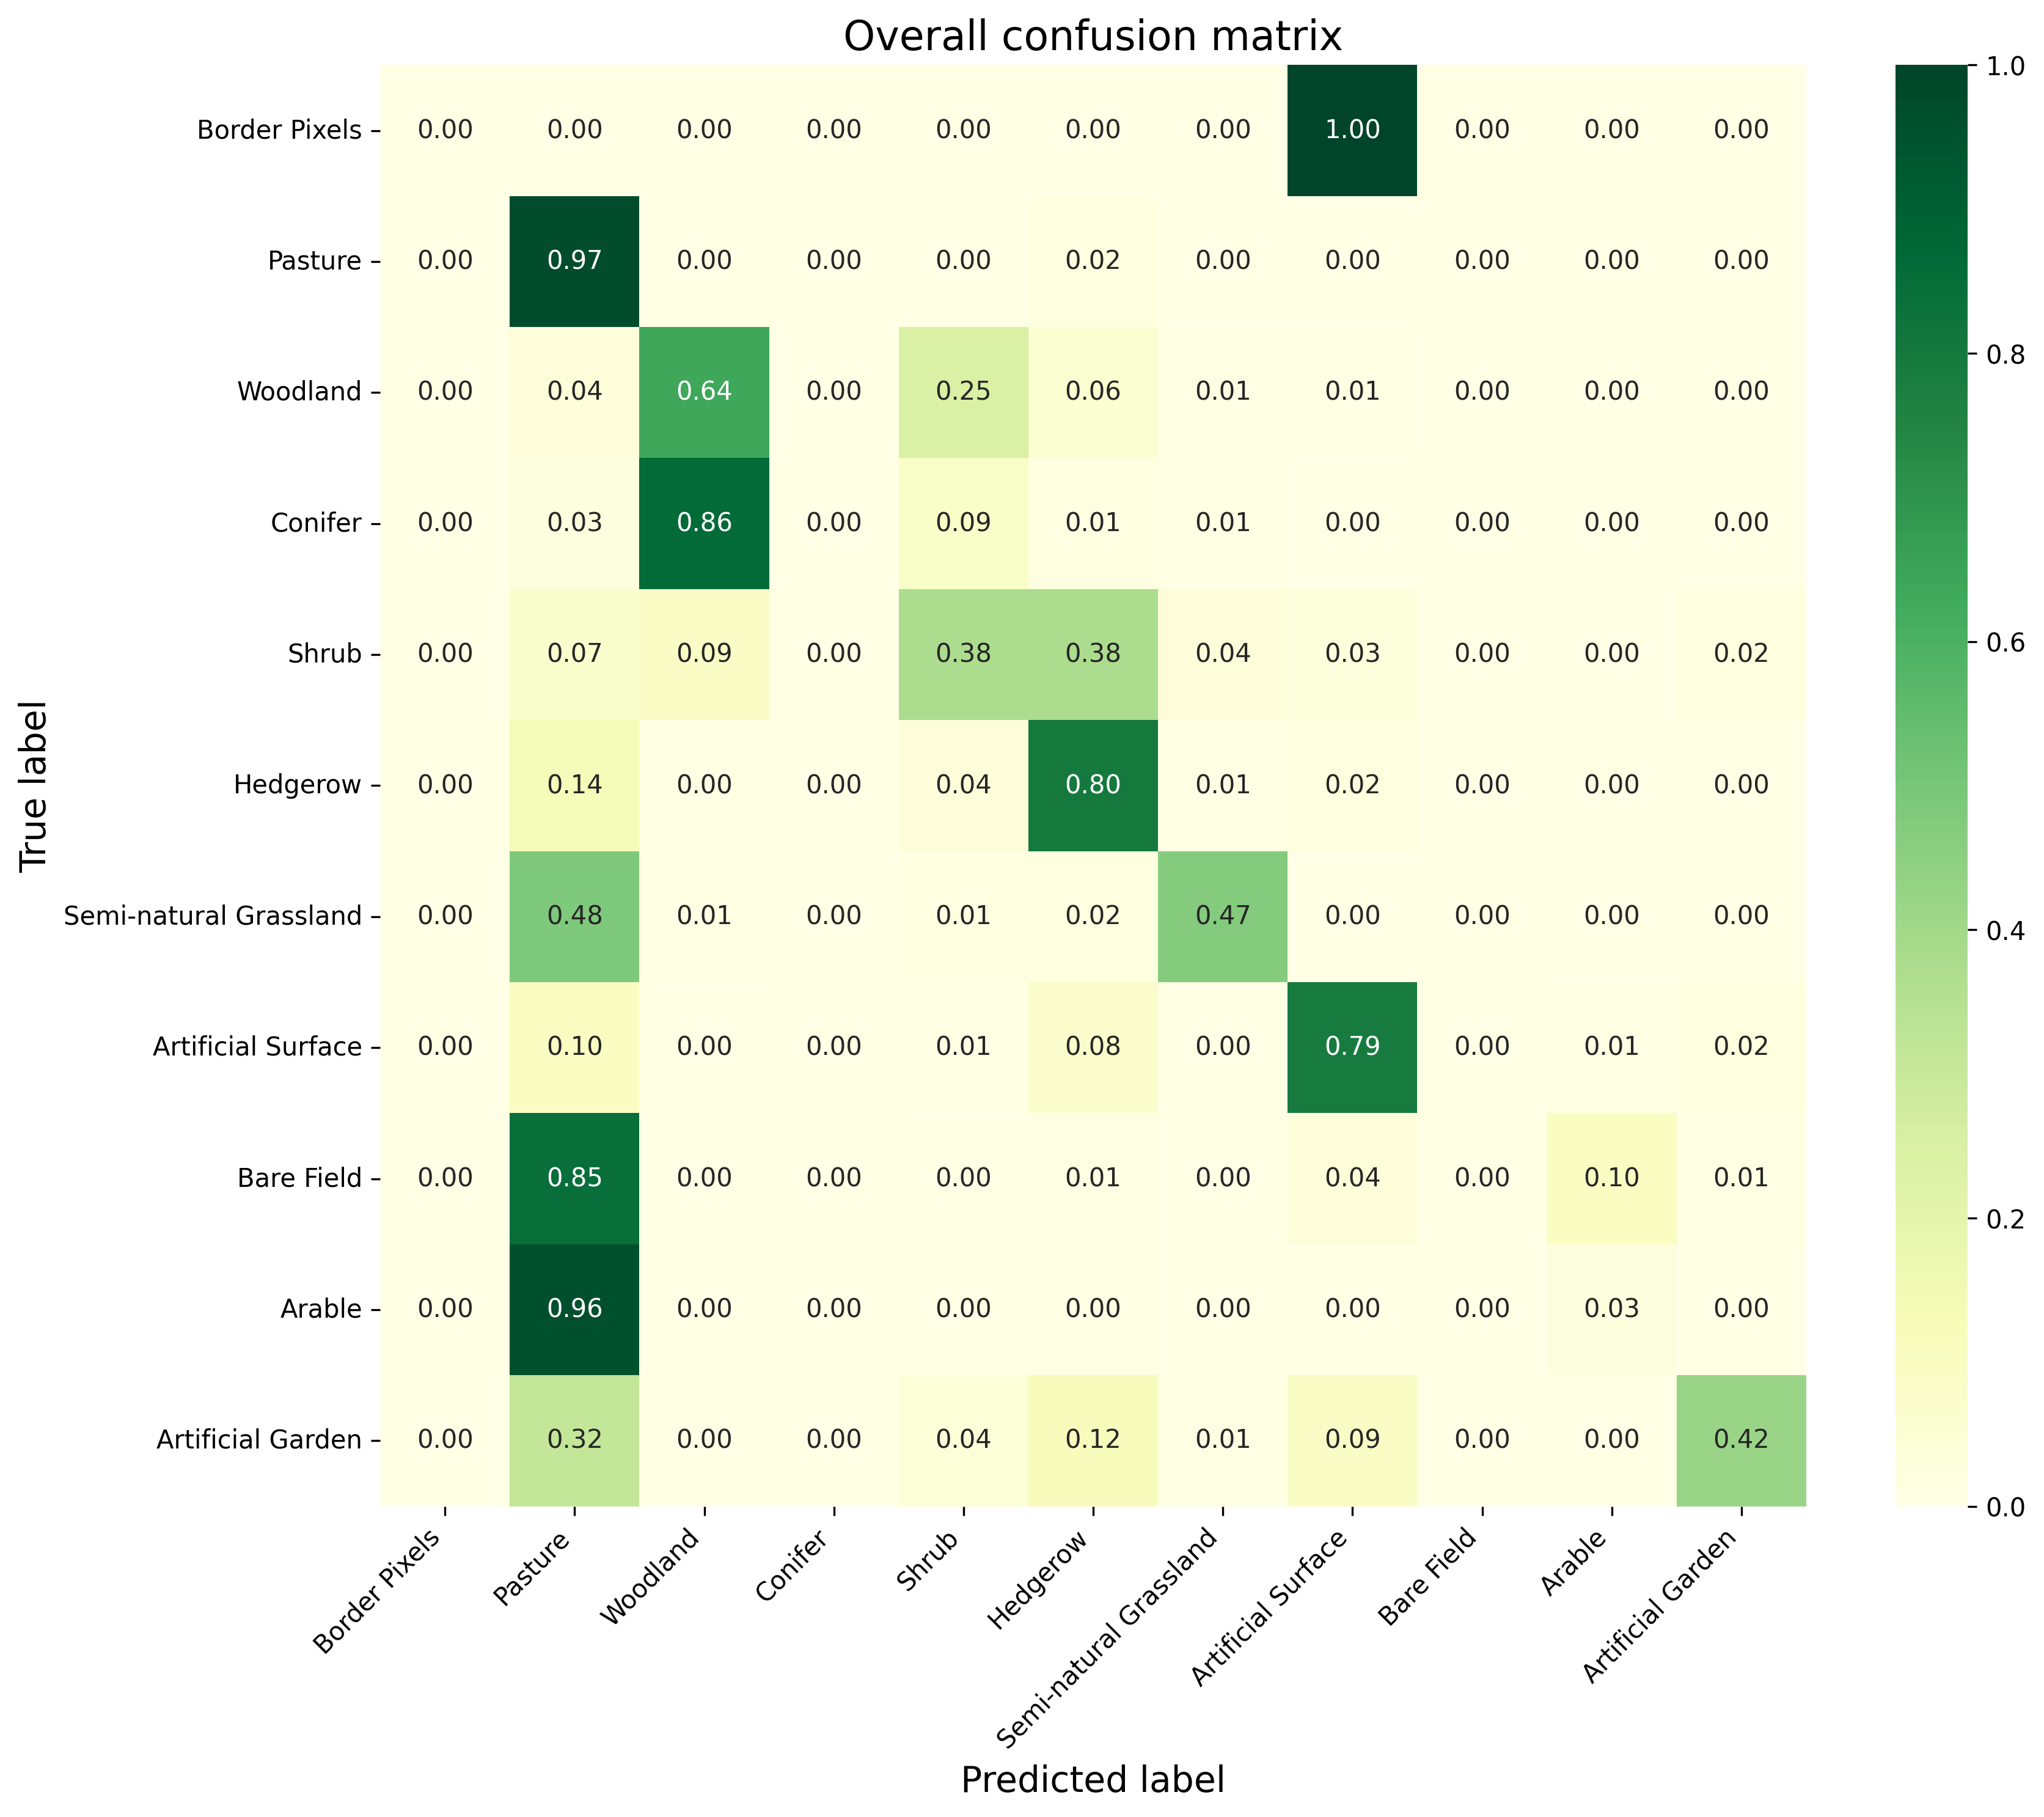 Overall confusion matrix
True label
Border Pixels 0.00 0.00 0.00 0.00 0.00 0.00 0.00 1.00 0.00 0.00 0.00
Pasture 0.00 0.97 0.00 0.00 0.00 0.02 0.00 0.00 0.00 0.00 0.00
Woodland 0.00 0.04 0.64 0.00 0.25 0.06 0.01 0.01 0.00 0.00 0.00
Conifer 0.00 0.03 0.86 0.00 0.09 0.01 0.01 0.00 0.00 0.00 0.00
Shrub 0.00 0.07 0.09 0.00 0.38 0.38 0.04 0.03 0.00 0.00 0.02
Hedgerow 0.00 0.14 0.00 0.00 0.04 0.80 0.01 0.02 0.00 0.00 0.00
Semi-natural Grassland 0.00 0.48 0.01 0.00 0.01 0.02 0.47 0.00 0.00 0.00 0.00
Artificial Surface 0.00 0.10 0.00 0.00 0.01 0.08 0.00 0.79 0.00 0.01 0.02
Bare Field 0.00 0.85 0.00 0.00 0.00 0.01 0.00 0.04 0.00 0.10 0.01
Arable 0.00 0.96 0.00 0.00 0.00 0.00 0.00 0.00 0.00 0.03 0.00
Artificial Garden 0.00 0.32 0.00 0.00 0.04 0.12 0.01 0.09 0.00 0.00 0.42
Border Pixels
Pasture
Woodland
Conifer
Shrub
Hedgerow
Semi-natural Grassland
Artificial Surface
Bare Field
Arable
Artificial Garden
Predicted label
1.0
0.8
0.6
0.4
0.2
0.0